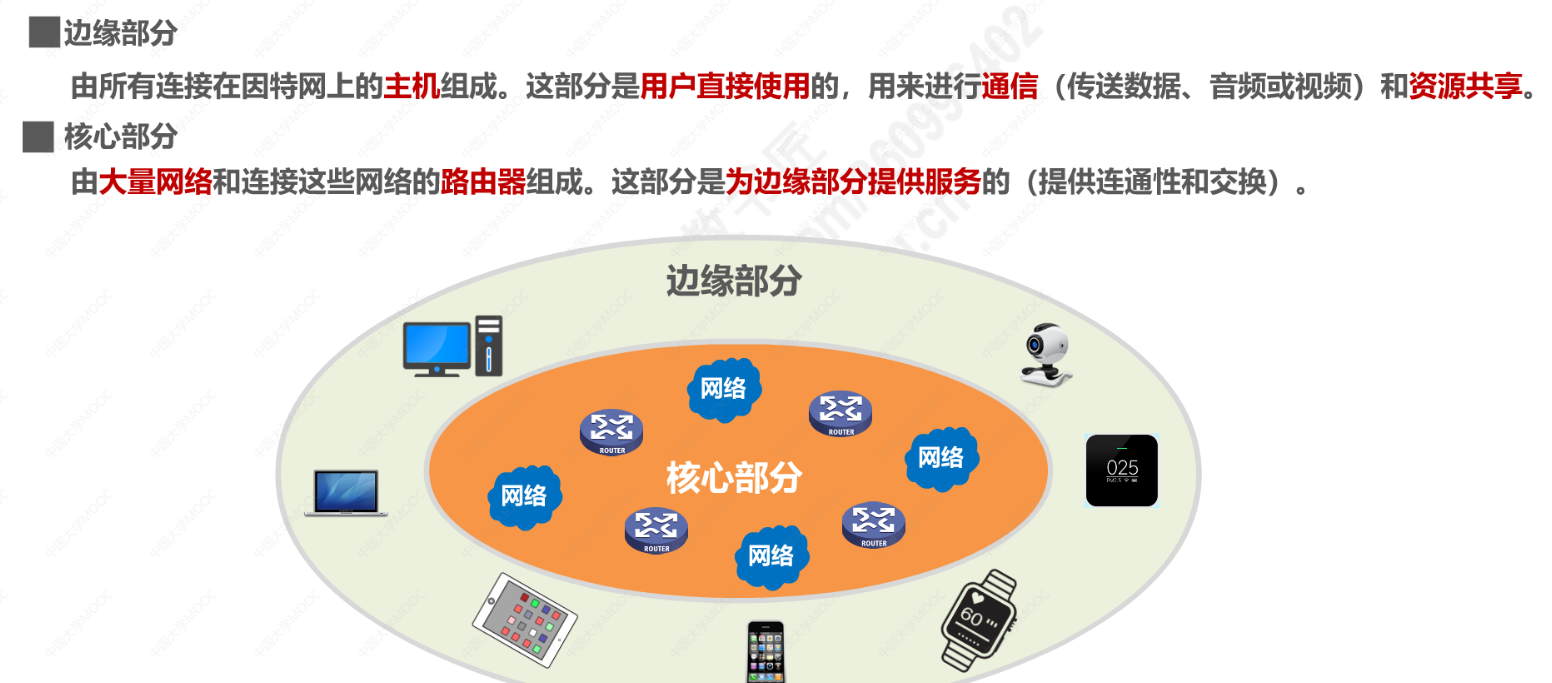 边缘部分
由所有连接在因特网上的主机组成。这部分是用户直接使用的，用来进行通信（传送数据、音频或视频）和资源共享。
核心部分
由大量网络和连接这些网络的路由器组成。这部分是为边缘部分提供服务的（提供连通性和交换）。
边缘部分
网络
ROUTER
ROUTER
网络
025
核心部分
网络
ROUTER
ROUTER
网络
60
中国大学MOOC